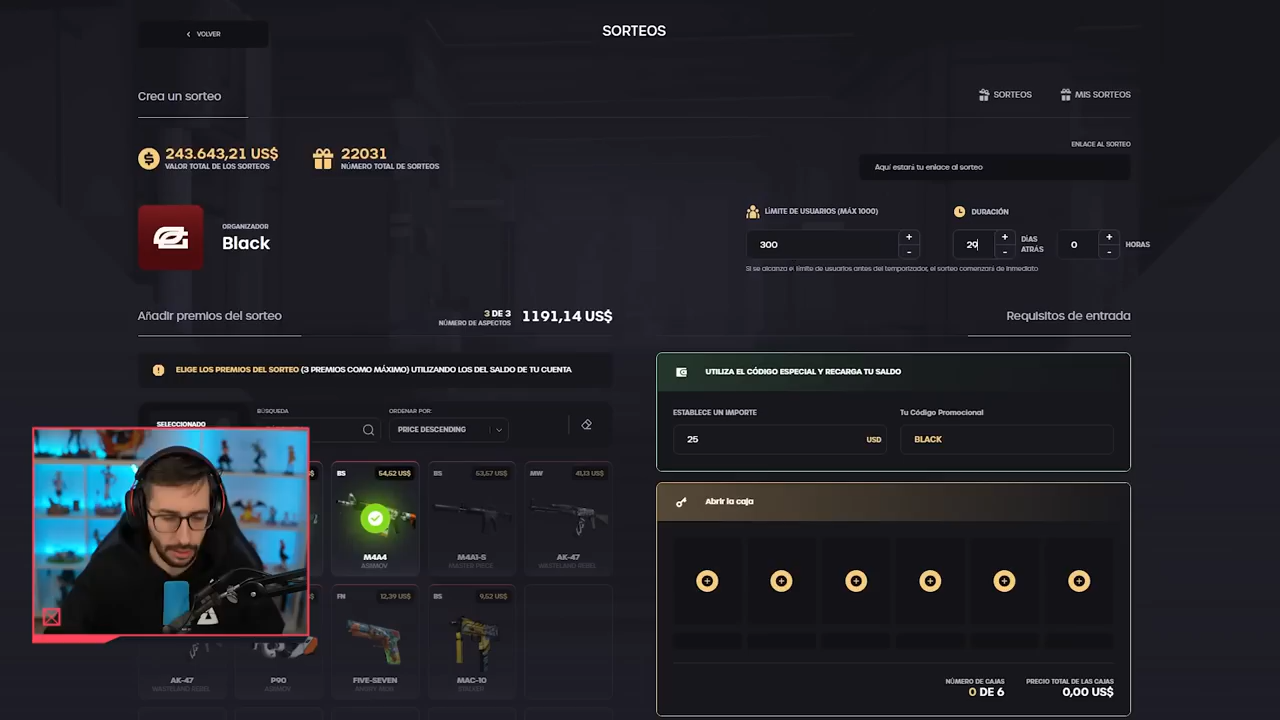 VOLVER
SORTEOS
Crea un sorteo
SORTEOS
MIS SORTEOS
243.643,21 US$
VALOR TOTAL DE LOS SORTEOS
22031
NÚMERO TOTAL DE SORTEOS
ENLACE AL SORTEO
Aquí estará tu enlace al sorteo
ORGANIZADOR
Black
LÍMITE DE USUARIOS (MÁX 1000)
300
+
-
DURACIÓN
29
+
-
DÍAS
ATRÁS
0
+
-
HORAS
Si se alcanza el límite de usuarios antes del temporizador, el sorteo comenzará de inmediato
Añadir premios del sorteo
3 DE 3
NÚMERO DE ASPECTOS
1191,14 US$
Requisitos de entrada
ELIGE LOS PREMIOS DEL SORTEO (3 PREMIOS COMO MÁXIMO) UTILIZANDO LOS DEL SALDO DE TU CUENTA
UTILIZA EL CÓDIGO ESPECIAL Y RECARGA TU SALDO
SELECCIONADO
BÚSQUEDA
ORDENAR POR:
PRICE DESCENDING
ESTABLECE UN IMPORTE
25
USD
Tu Código Promocional
BLACK
BS
54,52 US$
M4A4
ASIIMOV
BS
53,57 US$
M4A1-S
MASTER PIECE
MW
41,13 US$
AK-47
WASTELAND REBEL
Abrir la caja
AK-47
WASTELAND REBEL
P90
ASIIMOV
FN
12,39 US$
FIVE-SEVEN
ANGRY MOB
BS
9,52 US$
MAC-10
STALKER
NÚMERO DE CAJAS
0 DE 6
PRECIO TOTAL DE LAS CAJAS
0,00 US$